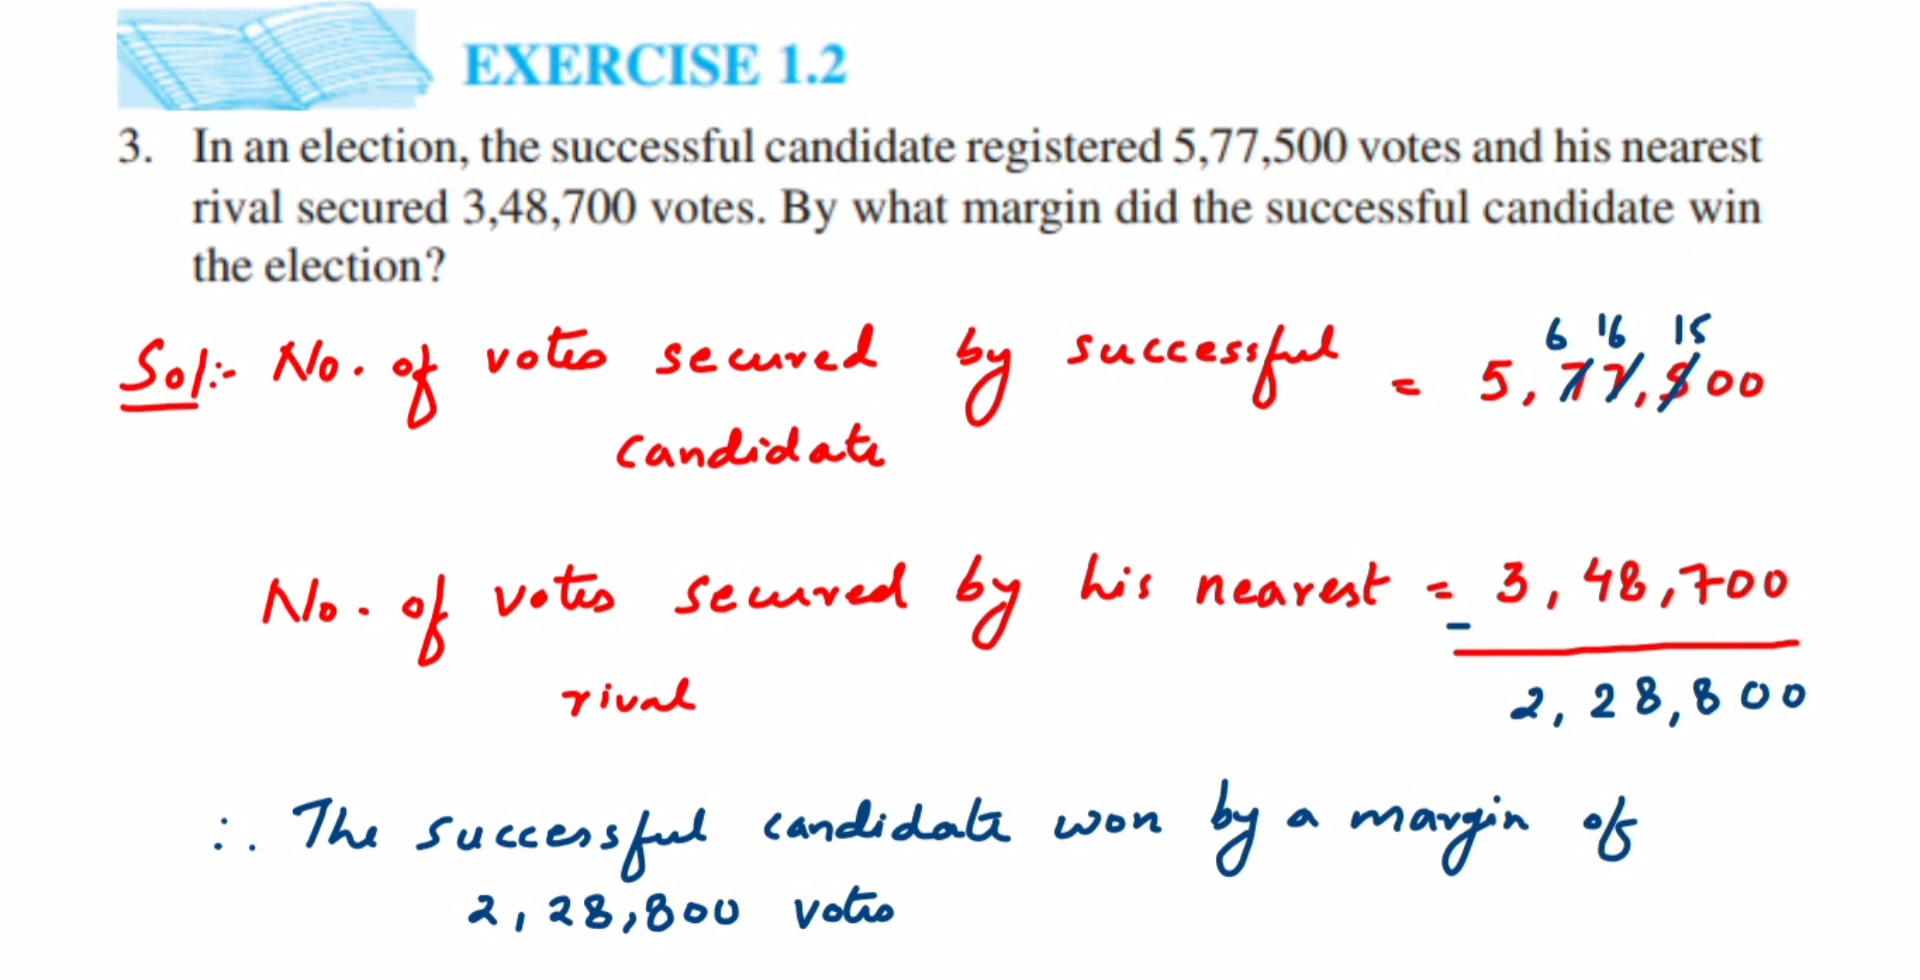 EXERCISE 1.2
3. In an election, the successful candidate registered 5,77,500 votes and his nearest
rival secured 3,48,700 votes. By what margin did the successful candidate win
the election?
6 16 15
Sol:- No. of votes secured by successful = 5,77,500
candidate
No. of votes secured by his nearest = 3,48,700
-
rival
2,28,800
∴ The successful candidate won by a margin of
2,28,800 votes